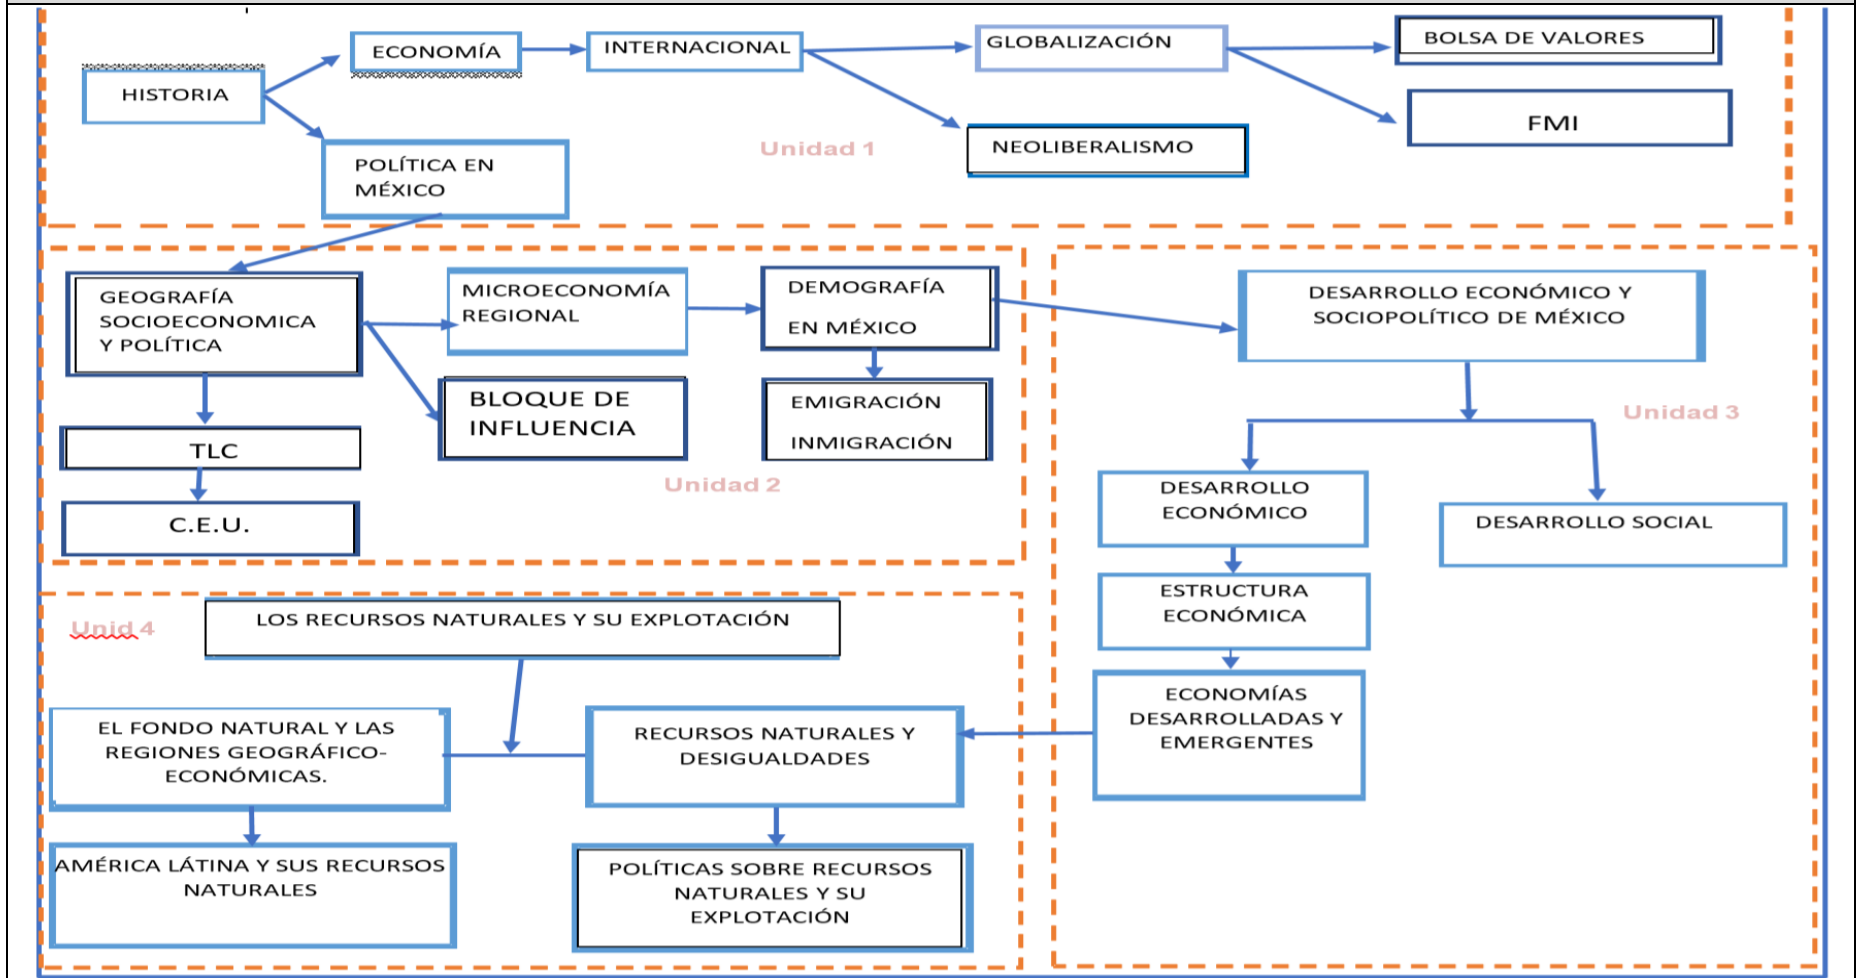 HISTORIA
ECONOMÍA
INTERNACIONAL
GLOBALIZACIÓN
BOLSA DE VALORES
FMI
NEOLIBERALISMO
Unidad 1
POLÍTICA EN
MÉXICO
GEOGRAFÍA
SOCIOECONOMICA
Y POLÍTICA
MICROECONOMÍA
REGIONAL
DEMOGRAFÍA
EN MÉXICO
BLOQUE DE
INFLUENCIA
EMIGRACIÓN
INMIGRACIÓN
TLC
C.E.U.
Unidad 2
DESARROLLO ECONÓMICO Y
SOCIOPOLÍTICO DE MÉXICO
Unidad 3
DESARROLLO
ECONÓMICO
DESARROLLO SOCIAL
ESTRUCTURA
ECONÓMICA
ECONOMÍAS
DESARROLLADAS Y
EMERGENTES
Unid 4
LOS RECURSOS NATURALES Y SU EXPLOTACIÓN
EL FONDO NATURAL Y LAS
REGIONES GEOGRÁFICO-
ECONÓMICAS.
RECURSOS NATURALES Y
DESIGUALDADES
AMÉRICA LÁTINA Y SUS RECURSOS
NATURALES
POLÍTICAS SOBRE RECURSOS
NATURALES Y SU
EXPLOTACIÓN